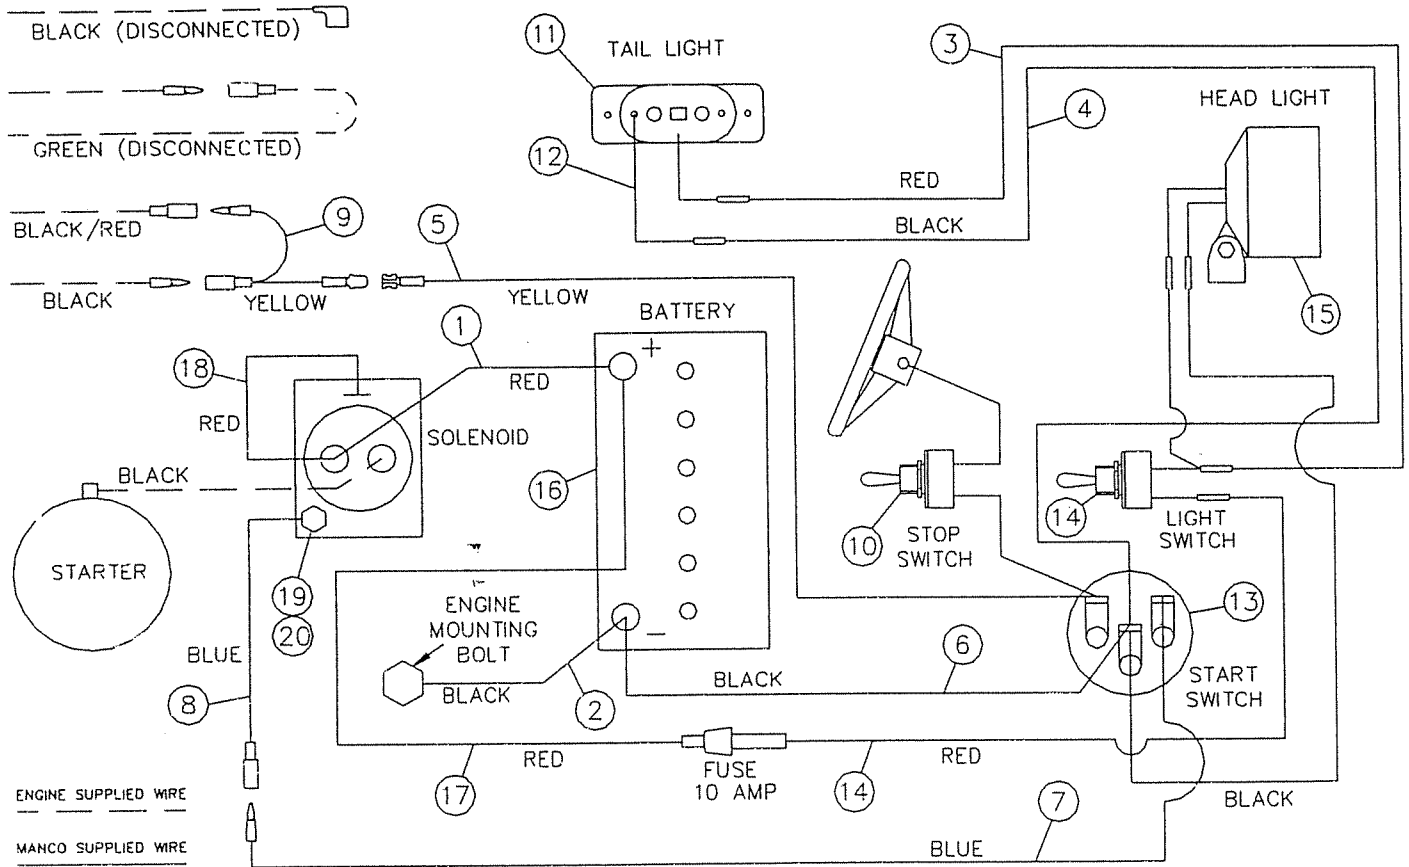 BLACK (DISCONNECTED)
11
TAIL LIGHT
3
HEAD LIGHT
4
GREEN (DISCONNECTED)
12
RED
BLACK/RED
9
5
BLACK
BLACK
YELLOW
YELLOW
BATTERY
15
1
+
18
RED
RED
SOLENOID
BLACK
16
10
STOP
SWITCH
14
LIGHT
SWITCH
STARTER
19
20
ENGINE
MOUNTING
BOLT
13
BLUE
−
6
BLACK
START
SWITCH
8
BLACK
2
RED
17
FUSE
10 AMP
14
RED
ENGINE SUPPLIED WIRE
7
BLACK
MANCO SUPPLIED WIRE
BLUE